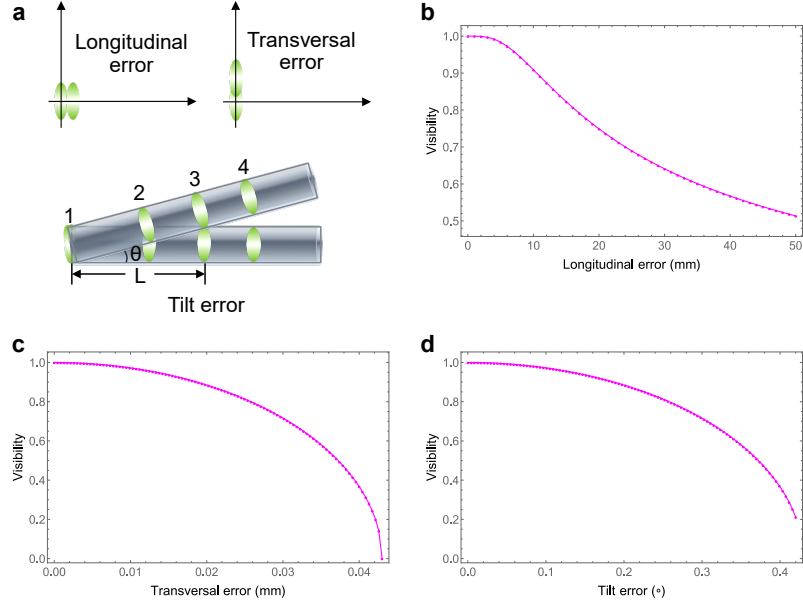 a
Longitudinal
error
Transversal
error
1
2
3
4
θ
L
Tilt error
b
Visibility
1.0
0.9
0.8
0.7
0.6
0.5
0 10 20 30 40 50
Longitudinal error (mm)
c
Visibility
1.0
0.8
0.6
0.4
0.2
0.0
0.00 0.01 0.02 0.03 0.04
Transversal error (mm)
d
Visibility
1.0
0.8
0.6
0.4
0.2
0.0
0.0 0.1 0.2 0.3 0.4
Tilt error (∘)